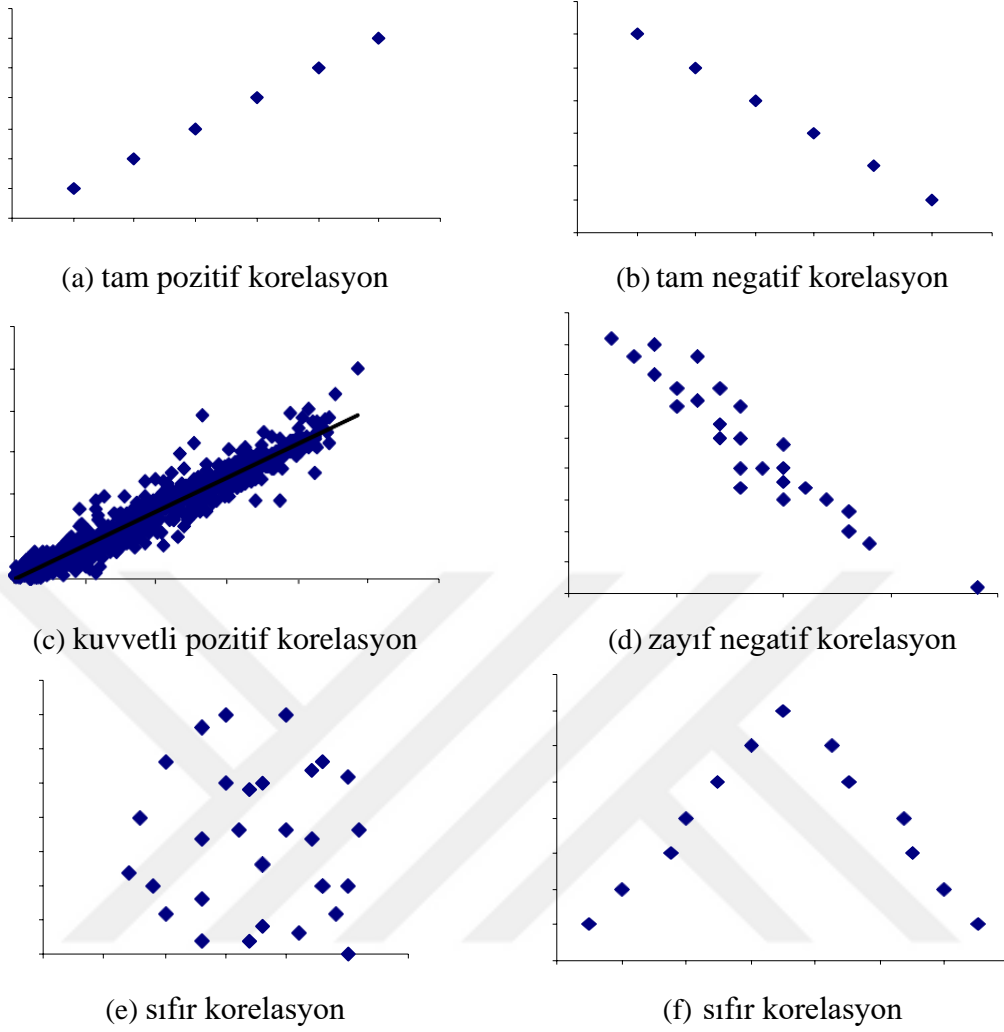 (a) tam pozitif korelasyon
(b) tam negatif korelasyon
(c) kuvvetli pozitif korelasyon
(d) zayıf negatif korelasyon
(e) sıfır korelasyon
(f) sıfır korelasyon